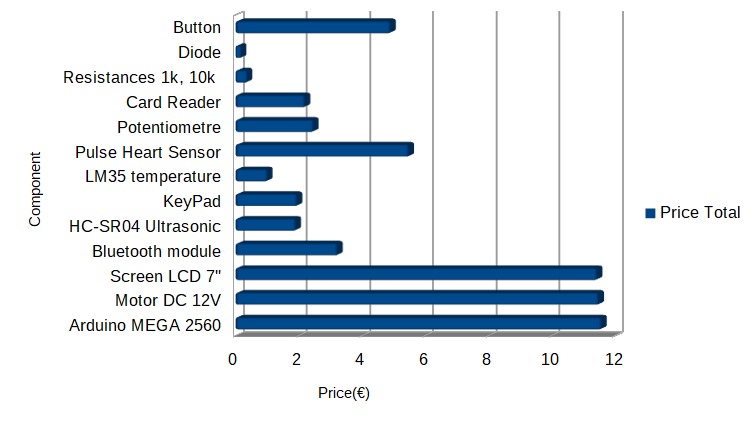 Button
Diode
Resistances 1k, 10k
Card Reader
Potentiometre
Pulse Heart Sensor
LM35 temperature
KeyPad
HC-SR04 Ultrasonic
Bluetooth module
Screen LCD 7"
Motor DC 12V
Arduino MEGA 2560
Component
Price Total
0 2 4 6 8 10 12
Price(€)